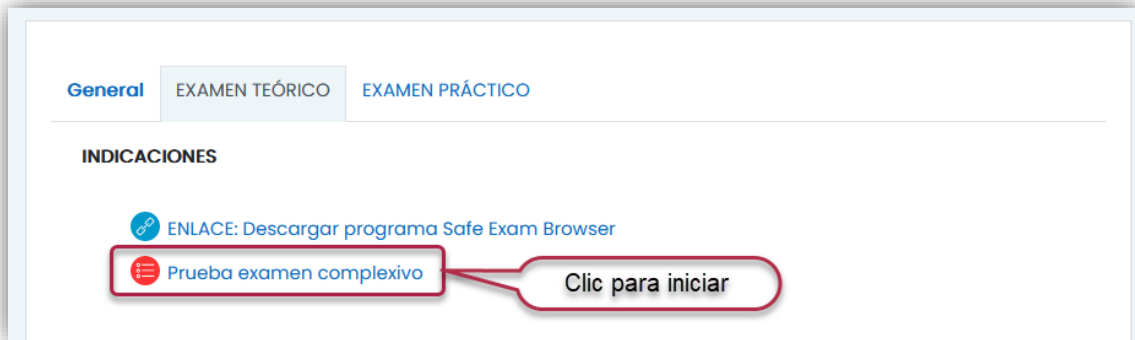 General EXAMEN TEÓRICO EXAMEN PRÁCTICO
INDICACIONES
ENLACE: Descargar programa Safe Exam Browser
Prueba examen complexivo
Clic para iniciar